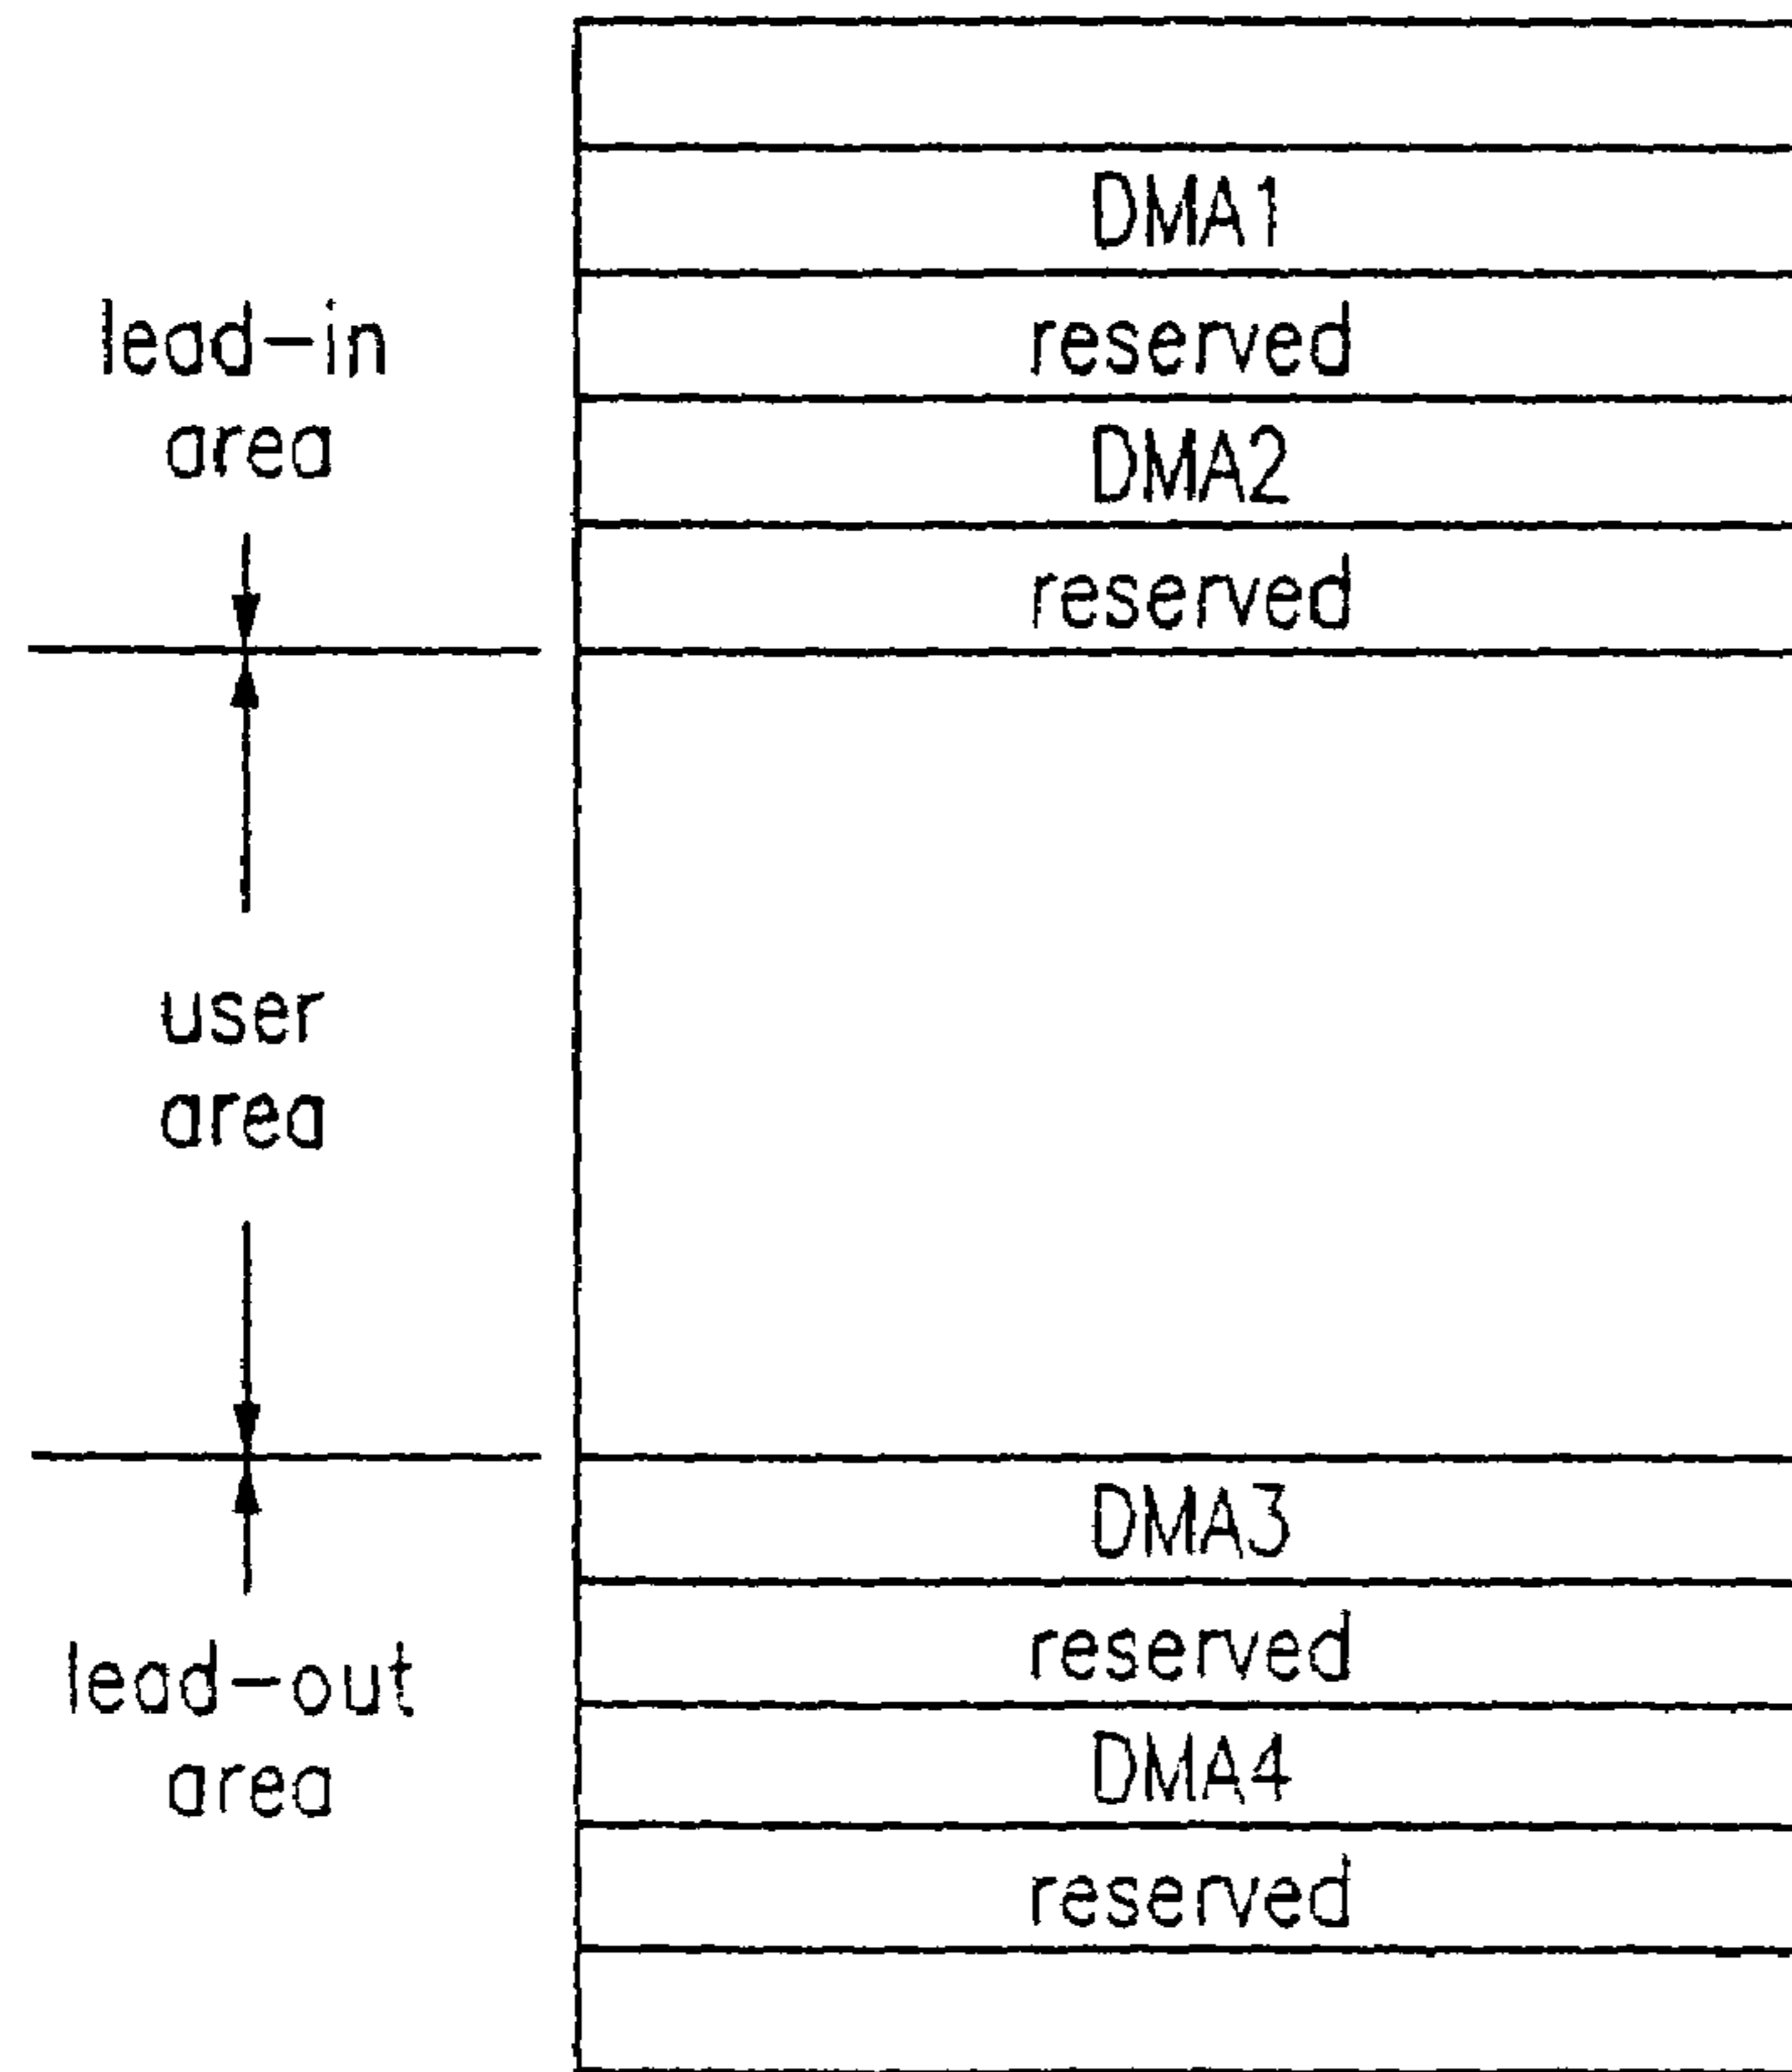 DMA1
lead-in
area
reserved
DMA2
reserved
user
area
DMA3
reserved
lead-out
area
DMA4
reserved